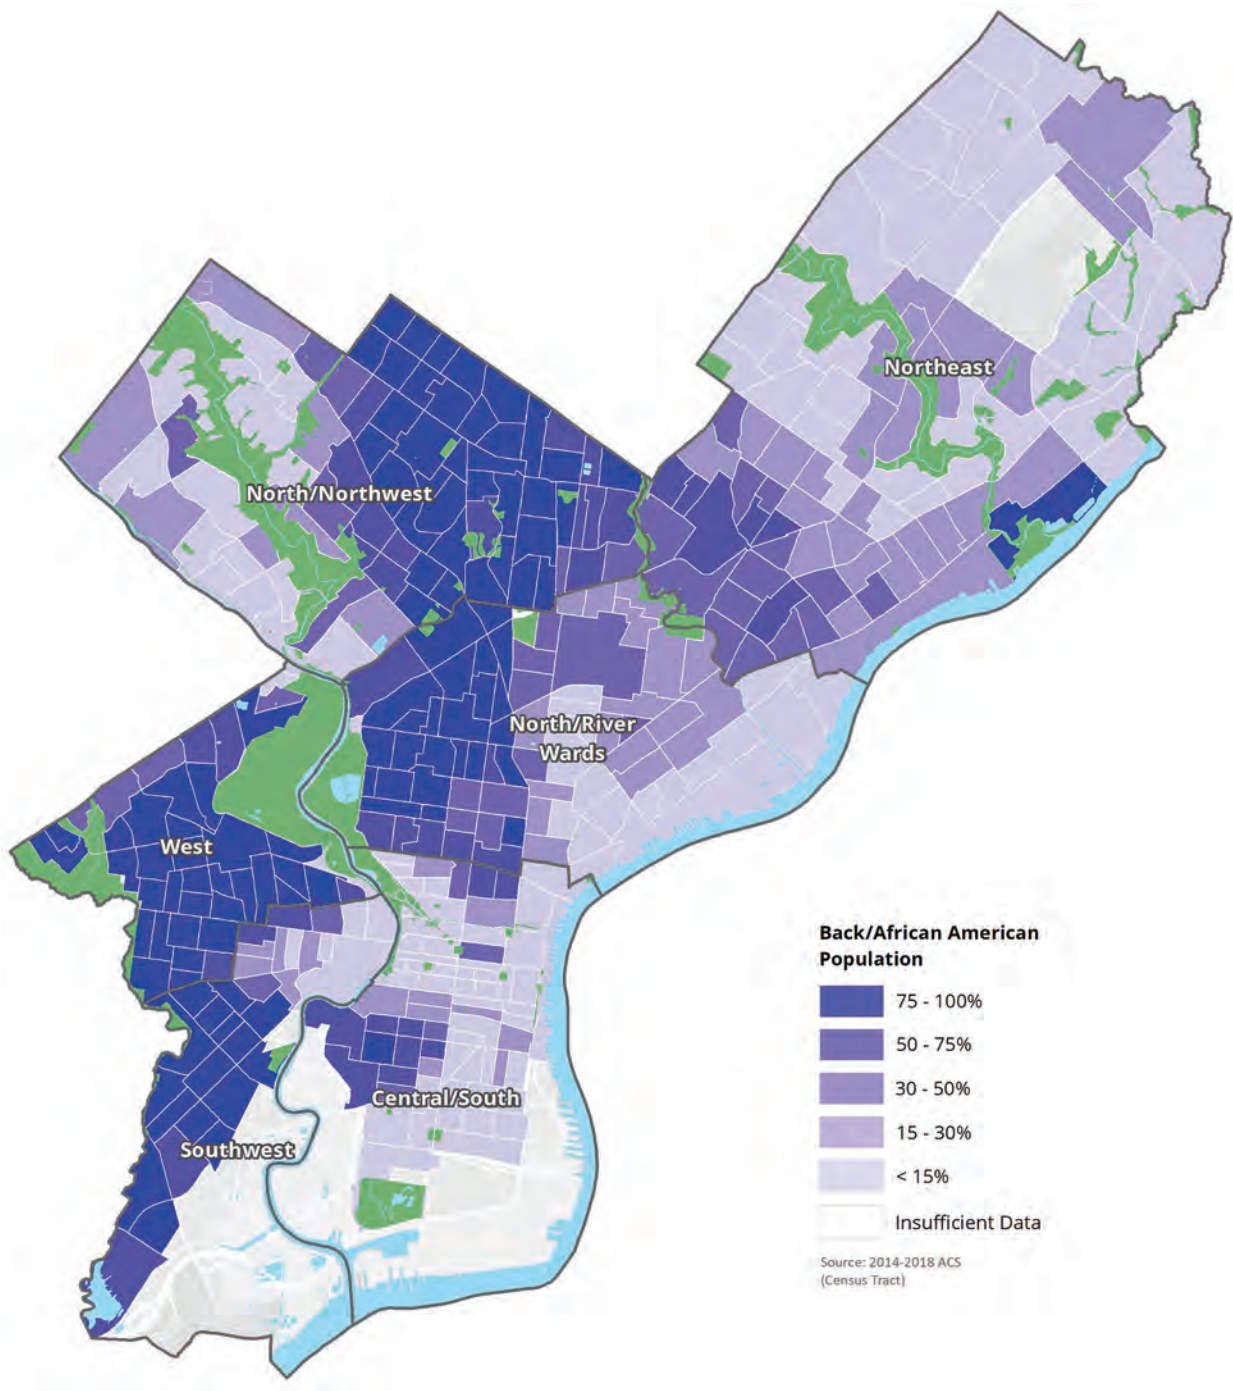 Northeast
North/Northwest
North/River
Wards
West
Central/South
Southwest
Back/African American
Population
75 - 100%
50 - 75%
30 - 50%
15 - 30%
< 15%
Insufficient Data
Source: 2014-2018 ACS
(Census Tract)